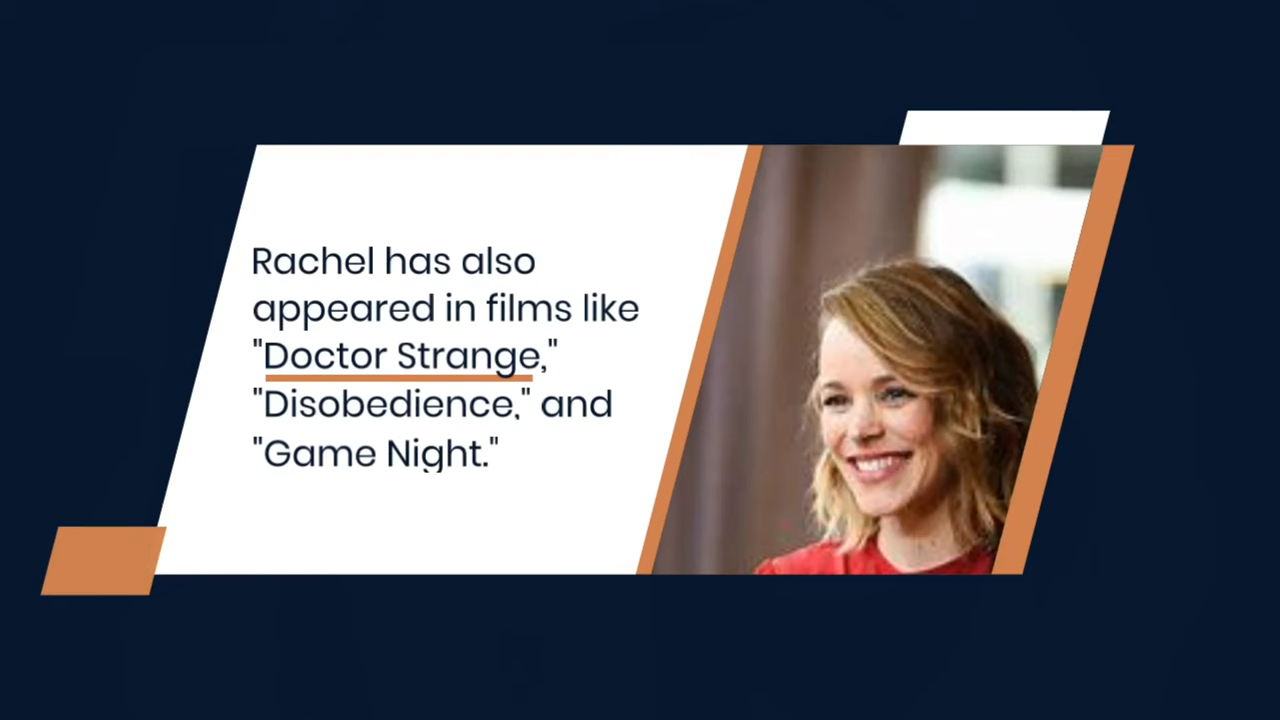 Rachel has also
appeared in films like
"Doctor Strange,"
"Disobedience," and
"Game Night."